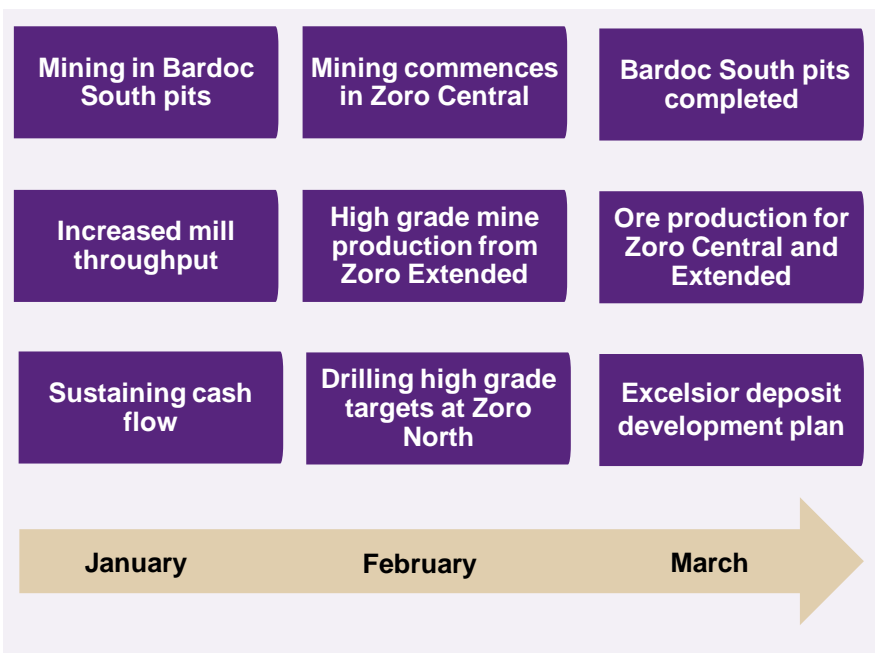 Mining in Bardoc
South pits
Mining commences
in Zoro Central
Bardoc South pits
completed
Increased mill
throughput
High grade mine
production from
Zoro Extended
Ore production for
Zoro Central and
Extended
Sustaining cash
flow
Drilling high grade
targets at Zoro
North
Excelsior deposit
development plan
January
February
March